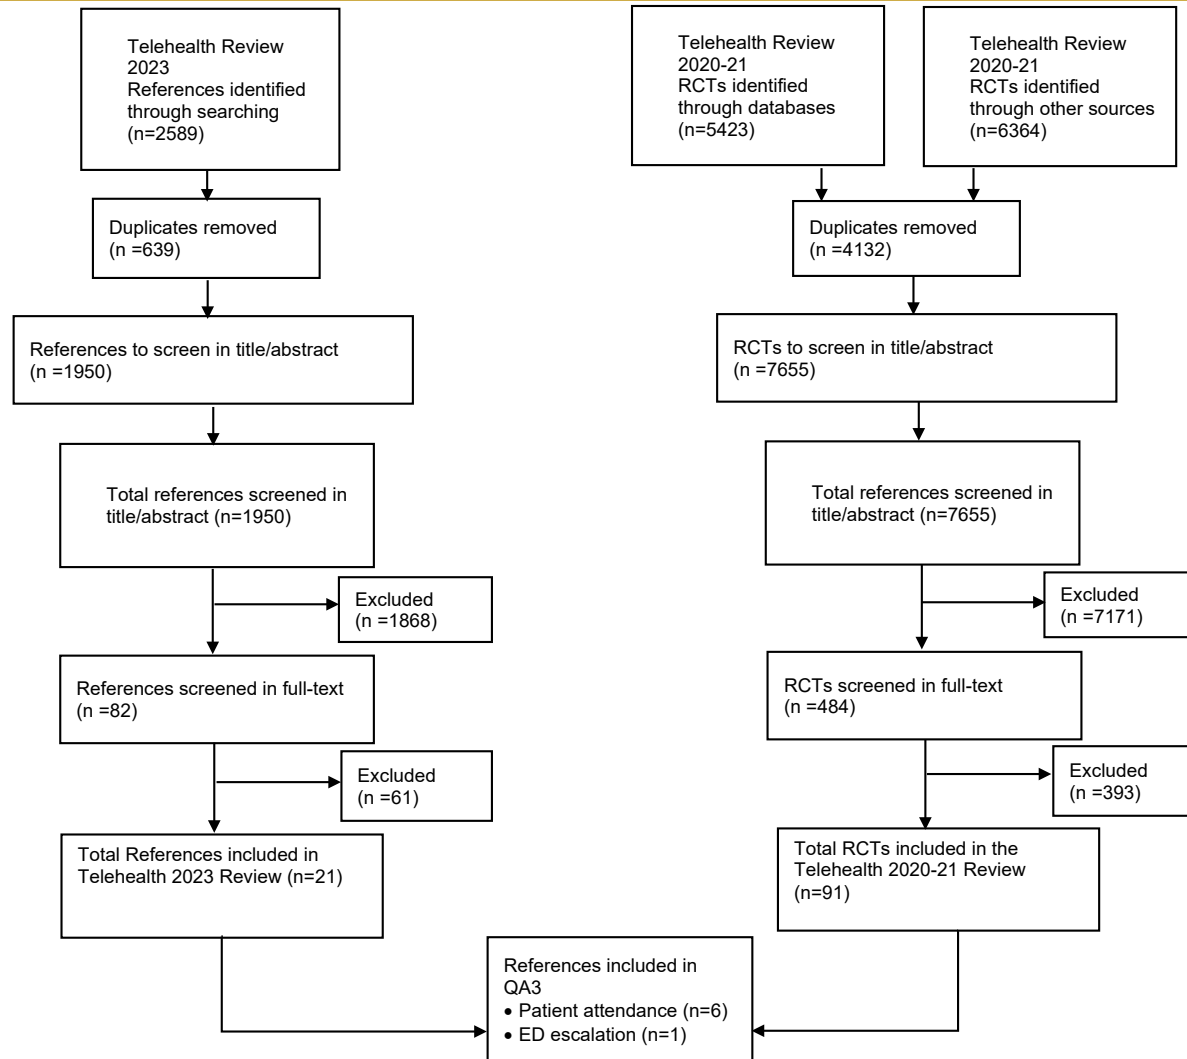 Telehealth Review
2023
References identified
through searching
(n=2589)
Duplicates removed
(n =639)
References to screen in title/abstract
(n =1950)
Total references screened in
title/abstract (n=1950)
Excluded
(n =1868)
References screened in full-text
(n =82)
Excluded
(n =61)
Total References included in
Telehealth 2023 Review (n=21)
Telehealth Review
2020-21
RCTs identified
through databases
(n=5423)
Telehealth Review
2020-21
RCTs identified
through other sources
(n=6364)
Duplicates removed
(n =4132)
RCTs to screen in title/abstract
(n =7655)
Total references screened in
title/abstract (n=7655)
Excluded
(n =7171)
RCTs screened in full-text
(n =484)
Excluded
(n =393)
Total RCTs included in the
Telehealth 2020-21 Review
(n=91)
References included in
QA3
• Patient attendance (n=6)
• ED escalation (n=1)